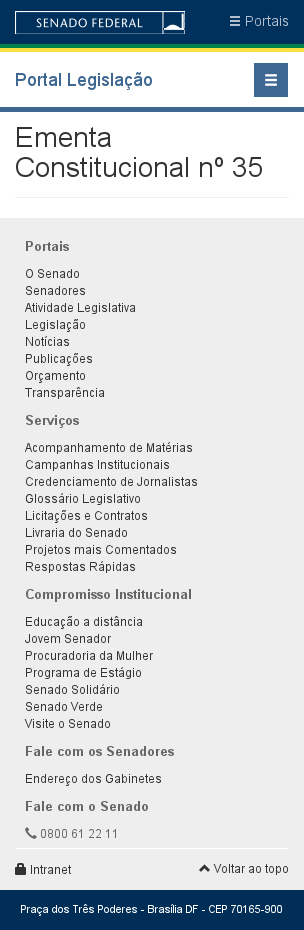 SENADO FEDERAL
Portais
Portal Legislação
Ementa
Constitucional nº 35
Portais
O Senado
Senadores
Atividade Legislativa
Legislação
Notícias
Publicações
Orçamento
Transparência
Serviços
Acompanhamento de Matérias
Campanhas Institucionais
Credenciamento de Jornalistas
Glossário Legislativo
Licitações e Contratos
Livraria do Senado
Projetos mais Comentados
Respostas Rápidas
Compromisso Institucional
Educação a distância
Jovem Senador
Procuradoria da Mulher
Programa de Estágio
Senado Solidário
Senado Verde
Visite o Senado
Fale com os Senadores
Endereço dos Gabinetes
Fale com o Senado
0800 61 22 11
Intranet
Voltar ao topo
Praça dos Três Poderes - Brasília DF - CEP 70165-900